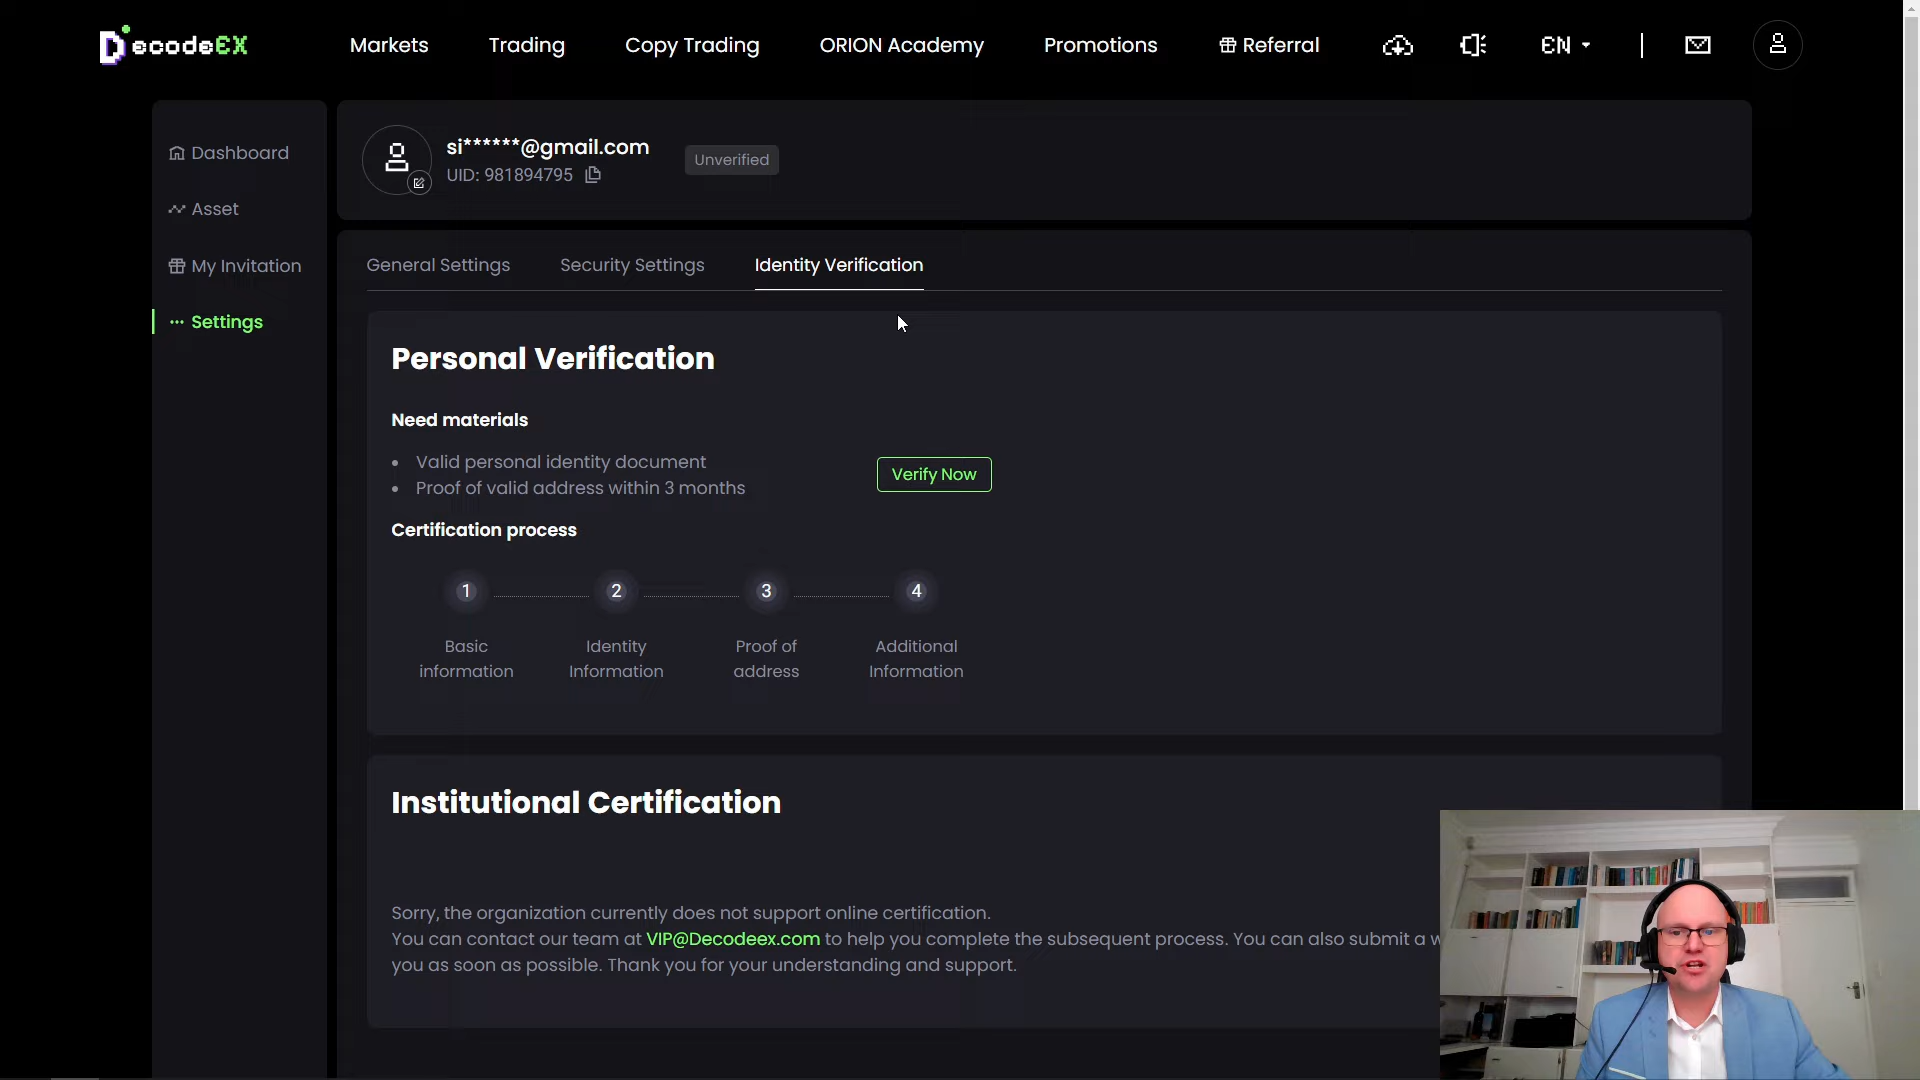 DecodeEX
Markets
Trading
Copy Trading
ORION Academy
Promotions
Referral
EN
Dashboard
Asset
My Invitation
Settings
si******@gmail.com
UID: 981894795
Unverified
General Settings
Security Settings
Identity Verification
Personal Verification
Need materials
Valid personal identity document
Proof of valid address within 3 months
Verify Now
Certification process
1
2
3
4
Basic
information
Identity
Information
Proof of
address
Additional
Information
Institutional Certification
Sorry, the organization currently does not support online certification.
You can contact our team at VIP@Decodeex.com to help you complete the subsequent process. You can also submit a
you as soon as possible. Thank you for your understanding and support.